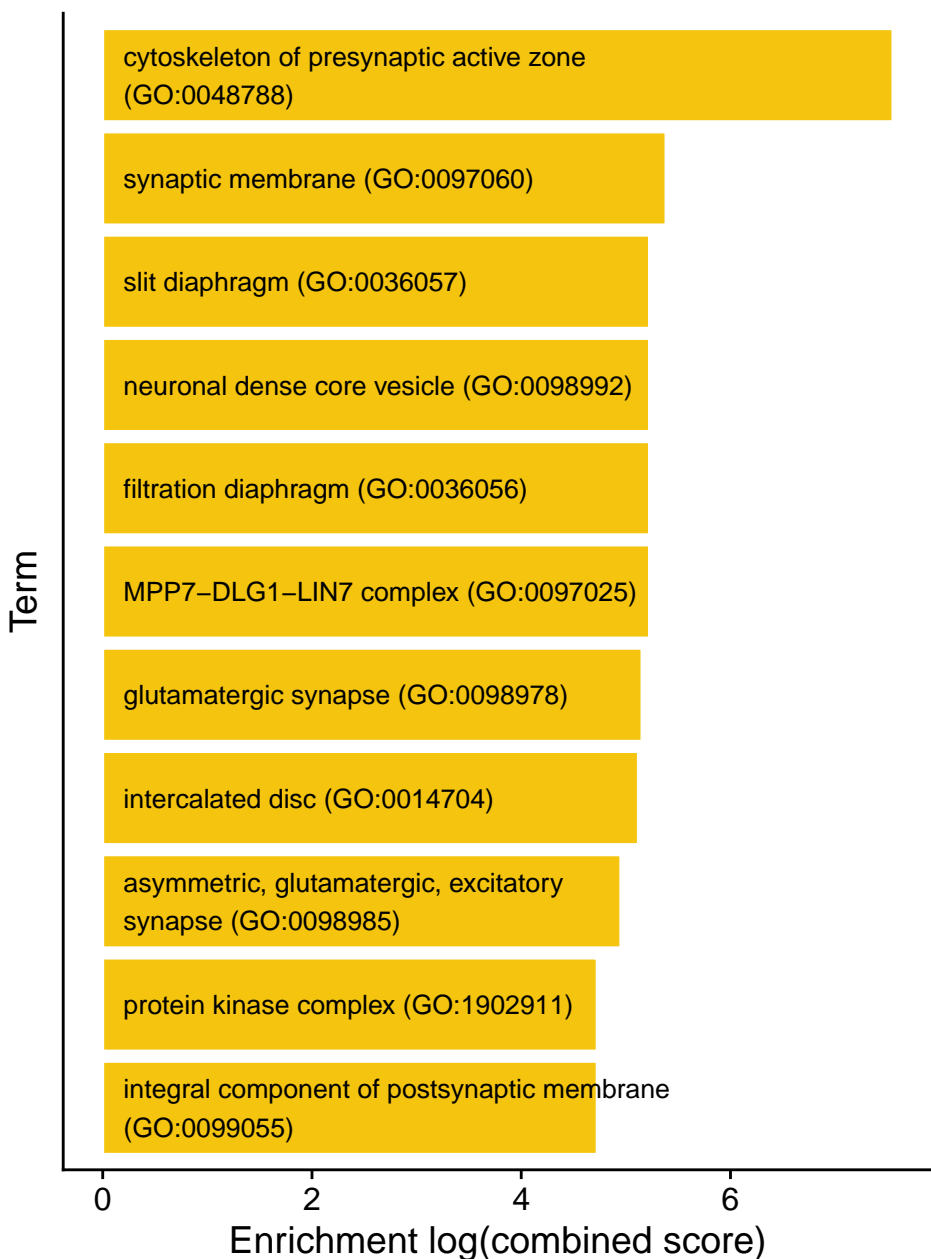 cytoskeleton of presynaptic active zone
(GO:0048788)
synaptic membrane (GO:0097060)
slit diaphragm (GO:0036057)
neuronal dense core vesicle (GO:0098992)
filtration diaphragm (GO:0036056)
MPP7−DLG1−LIN7 complex (GO:0097025)
glutamatergic synapse (GO:0098978)
intercalated disc (GO:0014704)
asymmetric, glutamatergic, excitatory
synapse (GO:0098985)
protein kinase complex (GO:1902911)
integral component of postsynaptic membrane
(GO:0099055)
Term
0 2 4 6
Enrichment log(combined score)